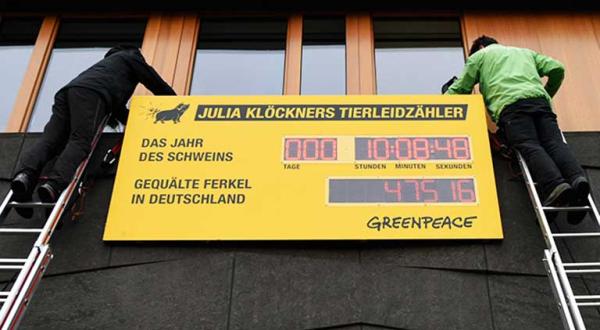 JULIA KLÖCKNERS TIERLEIDZÄHLER
DAS JAHR
DES SCHWEINS
000 10:08:48
TAGE STUNDEN MINUTEN SEKUNDEN
GEQUÄLTE FERKEL
IN DEUTSCHLAND
47516
GREENPEACE